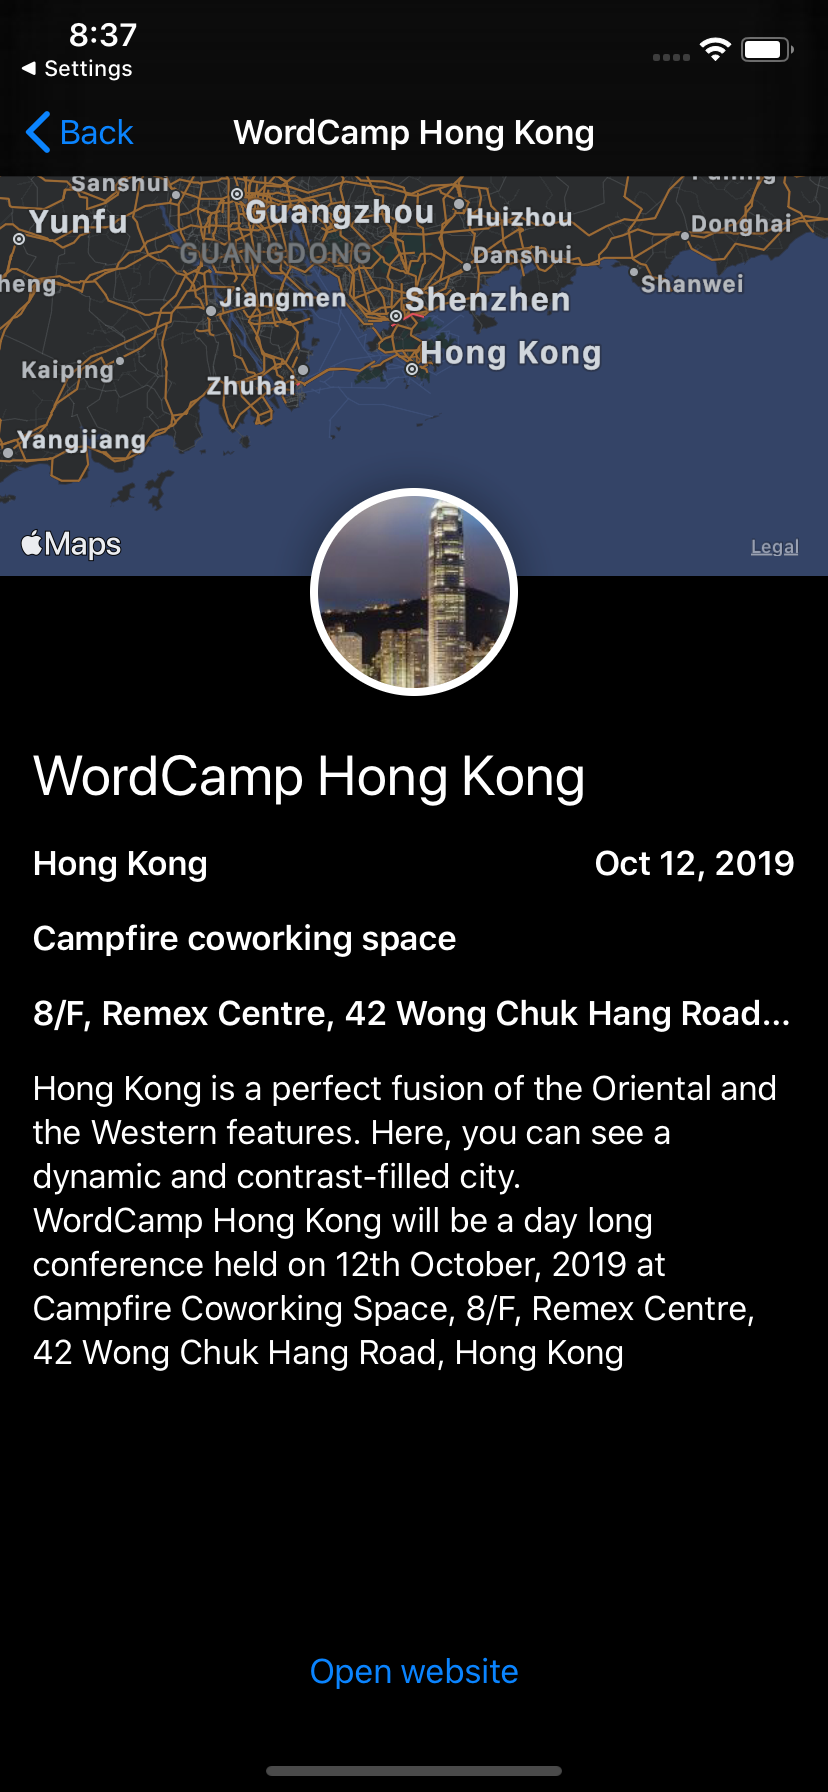 8:37
Settings
Back
WordCamp Hong Kong
Sanshui
Guangzhou
Yunfu
Huizhou
Donghai
GUANGDONG
Danshui
heng
Jiangmen
Shenzhen
Shanwei
Hong Kong
Kaiping
Zhuhai
Yangjiang
Maps
Legal
WordCamp Hong Kong
Hong Kong
Oct 12, 2019
Campfire coworking space
8/F, Remex Centre, 42 Wong Chuk Hang Road...
Hong Kong is a perfect fusion of the Oriental and
the Western features. Here, you can see a
dynamic and contrast-filled city.
WordCamp Hong Kong will be a day long
conference held on 12th October, 2019 at
Campfire Coworking Space, 8/F, Remex Centre,
42 Wong Chuk Hang Road, Hong Kong
Open website